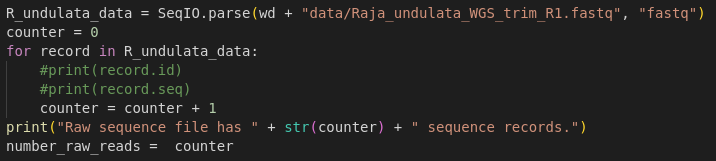 R_undulata_data = SeqIO.parse(wd + "data/Raja_undulata_WGS_trim_R1.fastq", "fastq")
counter = 0
for record in R_undulata_data:
    #print(record.id)
    #print(record.seq)
    counter = counter + 1
print("Raw sequence file has " + str(counter) + " sequence records.")
number_raw_reads =  counter